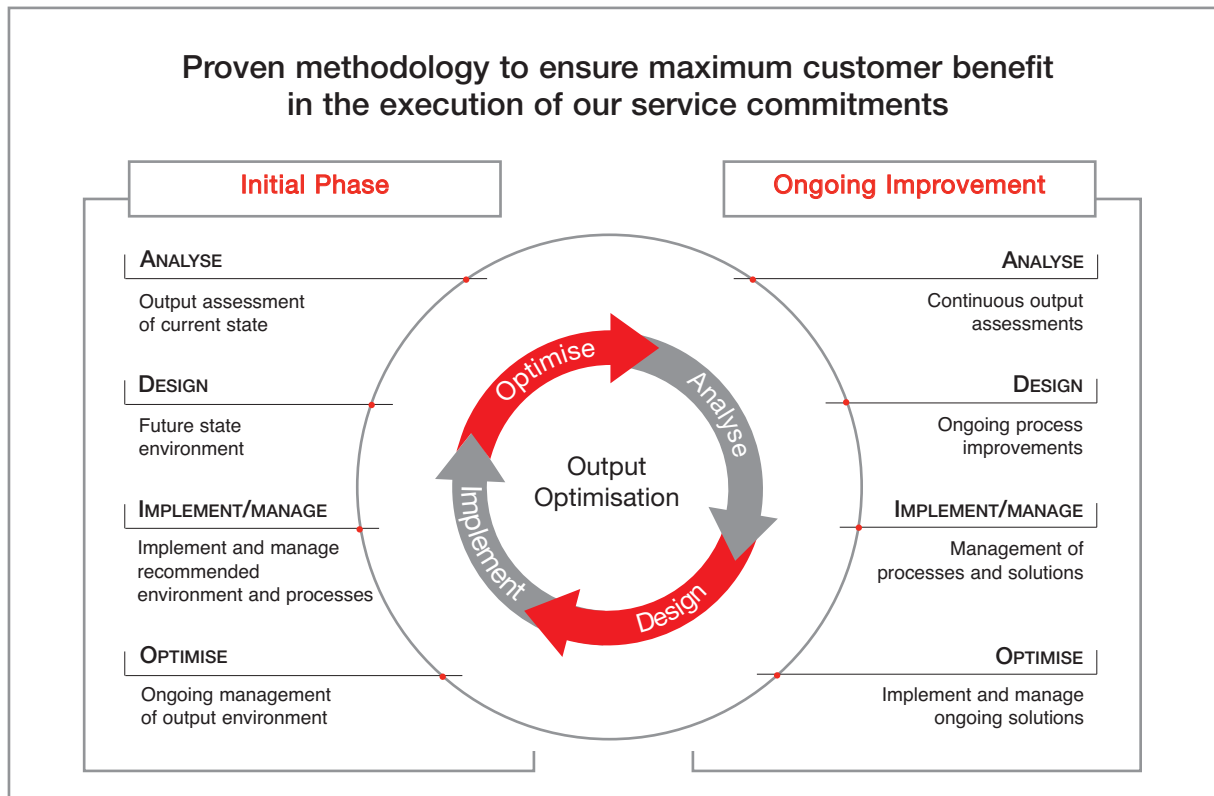 Proven methodology to ensure maximum customer benefit
in the execution of our service commitments
Initial Phase
ANALYSE
Output assessment
of current state
DESIGN
Future state
environment
IMPLEMENT/MANAGE
Implement and manage
recommended
environment and processes
OPTIMISE
Ongoing management
of output environment
Optimise
Analyse
Design
Implement
Output
Optimisation
Ongoing Improvement
ANALYSE
Continuous output
assessments
DESIGN
Ongoing process
improvements
IMPLEMENT/MANAGE
Management of
processes and solutions
OPTIMISE
Implement and manage
ongoing solutions